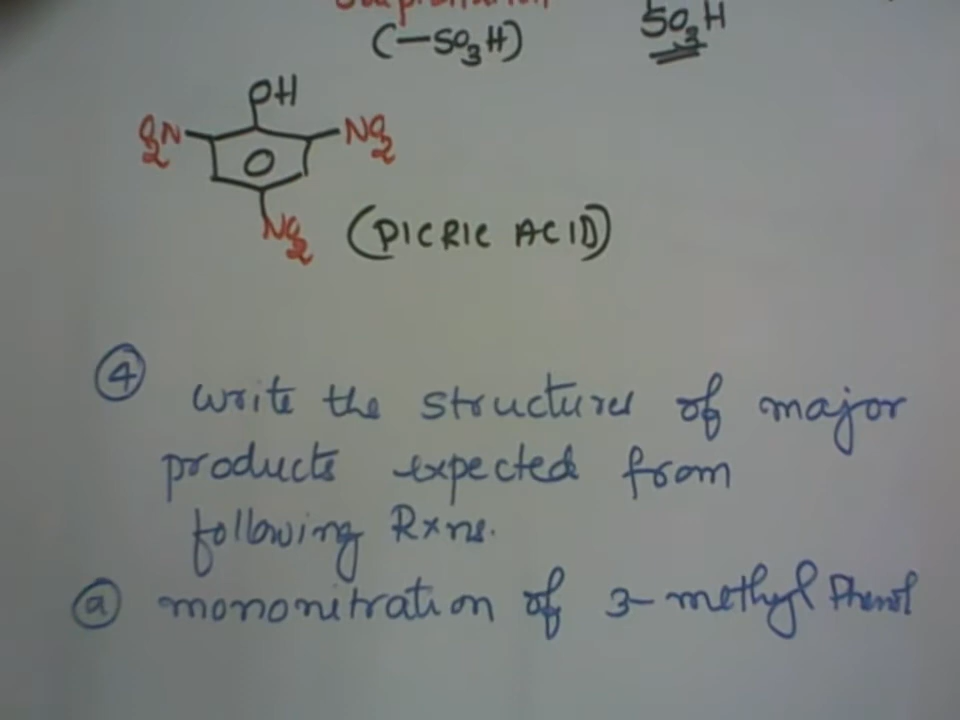 (-SO3H) SO3H
OH
O2N NO2
NO2 (PICRIC ACID)
④ write the structures of major
products expected from
following Rxns.
ⓐ mononitration of 3-methyl Phenol